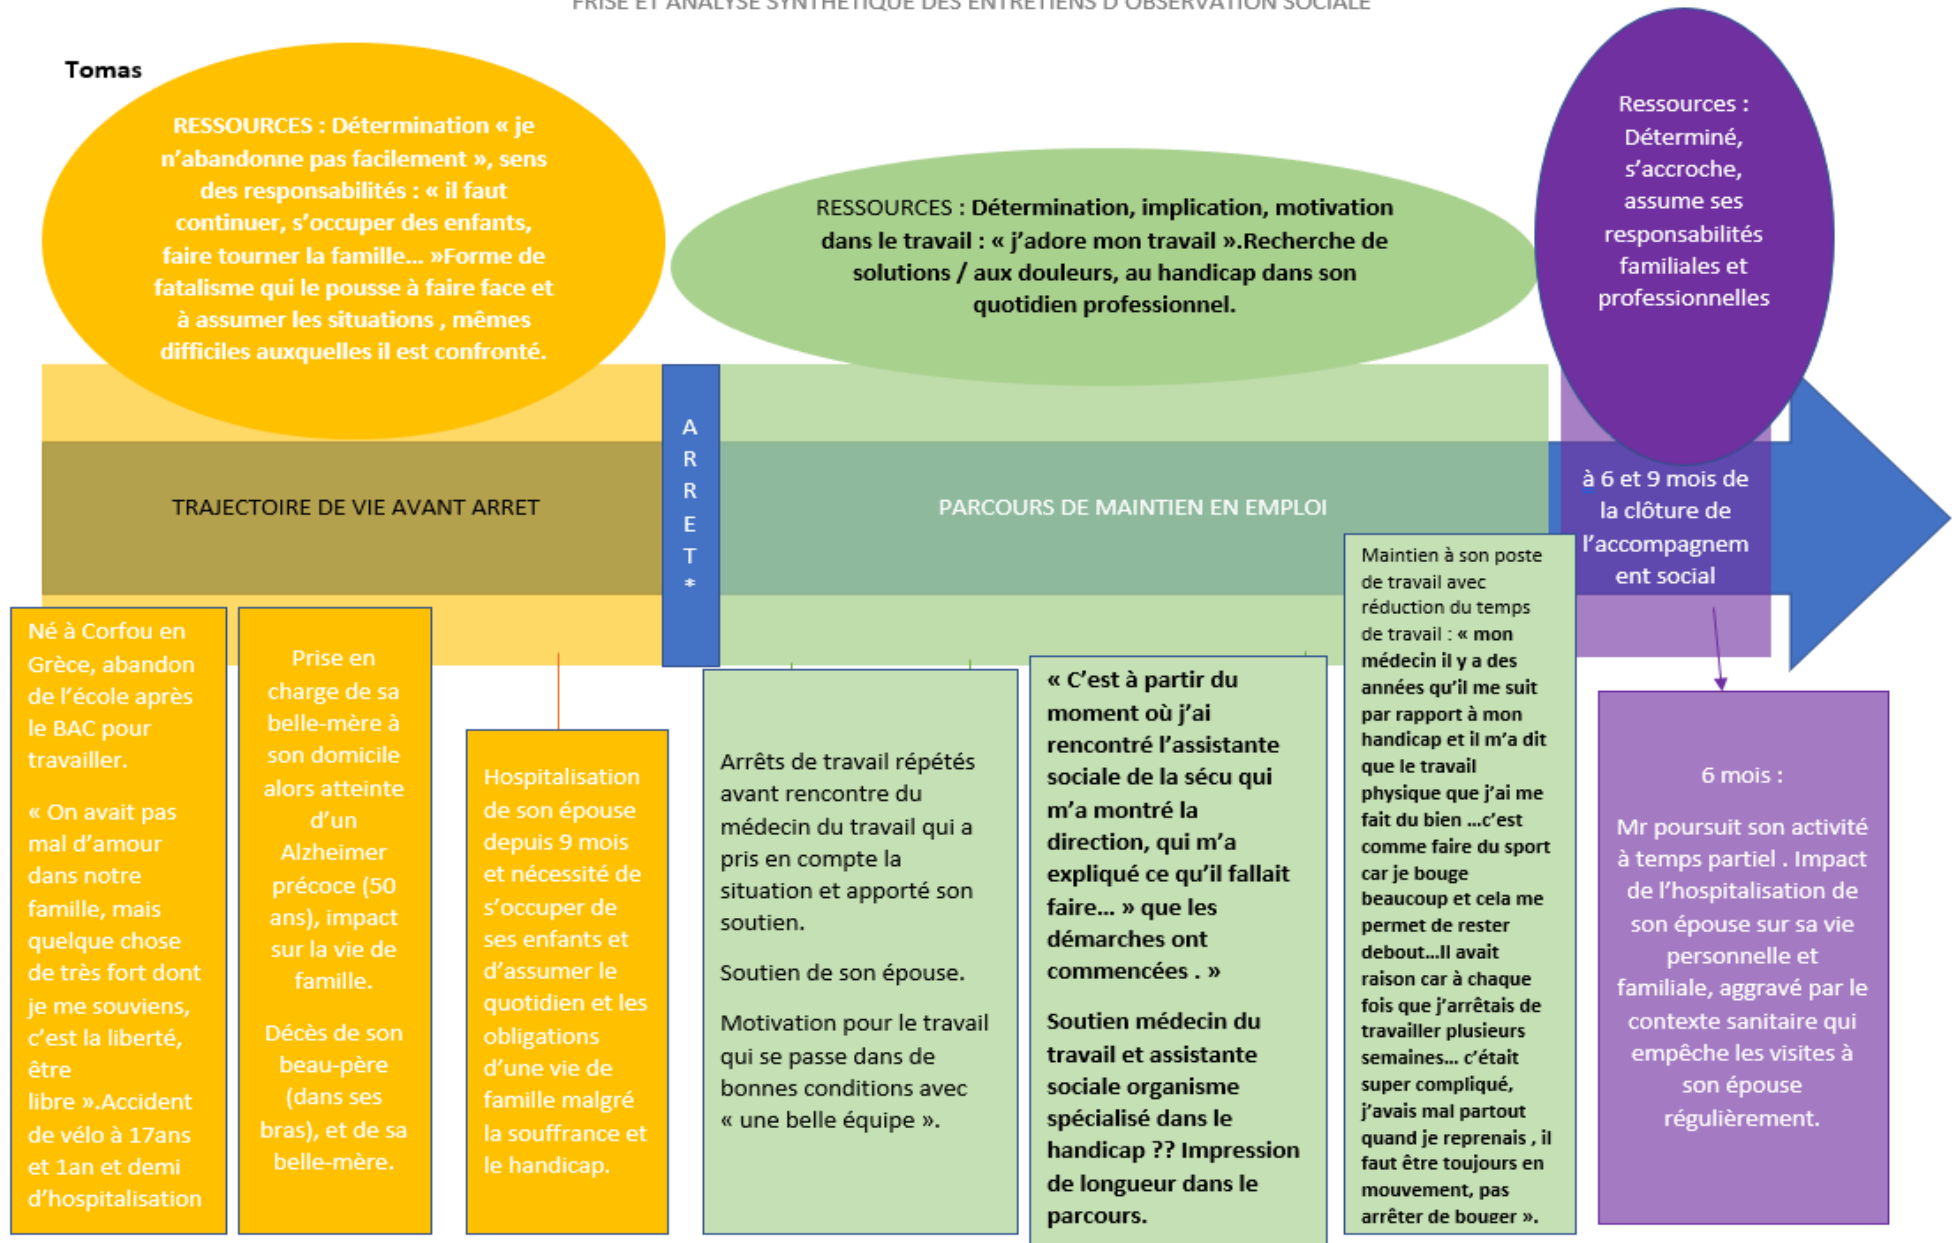 FRISE ET ANALYSE SYNTHETIQUE DES ENTRETIENS D'OBSERVATION SOCIALE
Tomas
RESSOURCES : Détermination « je
n'abandonne pas facilement », sens
des responsabilités : « il faut
continuer, s'occuper des enfants,
faire tourner la famille... »Forme de
fatalisme qui le pousse à faire face et
à assumer les situations , mêmes
difficiles auxquelles il est confronté.
RESSOURCES : Détermination, implication, motivation
dans le travail : « j'adore mon travail ».Recherche de
solutions / aux douleurs, au handicap dans son
quotidien professionnel.
Ressources :
Déterminé,
s'accroche,
assume ses
responsabilités
familiales et
professionnelles
TRAJECTOIRE DE VIE AVANT ARRET
A
R
R
E
T
*
PARCOURS DE MAINTIEN EN EMPLOI
à 6 et 9 mois de
la clôture de
l'accompagnem
ent social
Né à Corfou en
Grèce, abandon
de l'école après
le BAC pour
travailler.
« On avait pas
mal d'amour
dans notre
famille, mais
quelque chose
de très fort dont
je me souviens,
c'est la liberté,
être
libre ».Accident
de vélo à 17ans
et 1an et demi
d'hospitalisation
Prise en
charge de sa
belle-mère à
son domicile
alors atteinte
d'un
Alzheimer
précoce (50
ans), impact
sur la vie de
famille.
Décès de son
beau-père
(dans ses
bras), et de sa
belle-mère.
Hospitalisation
de son épouse
depuis 9 mois
et nécessité de
s'occuper de
ses enfants et
d'assumer le
quotidien et les
obligations
d'une vie de
famille malgré
la souffrance et
le handicap.
Arrêts de travail répétés
avant rencontre du
médecin du travail qui a
pris en compte la
situation et apporté son
soutien.
Soutien de son épouse.
Motivation pour le travail
qui se passe dans de
bonnes conditions avec
« une belle équipe ».
« C'est à partir du
moment où j'ai
rencontré l'assistante
sociale de la sécu qui
m'a montré la
direction, qui m'a
expliqué ce qu'il fallait
faire... » que les
démarches ont
commencées . »
Soutien médecin du
travail et assistante
sociale organisme
spécialisé dans le
handicap ?? Impression
de longueur dans le
parcours.
Maintien à son poste
de travail avec
réduction du temps
de travail : « mon
médecin il y a des
années qu'il me suit
par rapport à mon
handicap et il m'a dit
que le travail
physique que j'ai me
fait du bien ...c'est
comme faire du sport
car je bouge
beaucoup et cela me
permet de rester
debout...Il avait
raison car à chaque
fois que j'arrêtais de
travailler plusieurs
semaines... c'était
super compliqué,
j'avais mal partout
quand je reprenais , il
faut être toujours en
mouvement, pas
arrêter de bouger ».
6 mois :
Mr poursuit son activité
à temps partiel . Impact
de l'hospitalisation de
son épouse sur sa vie
personnelle et
familiale, aggravé par le
contexte sanitaire qui
empêche les visites à
son épouse
régulièrement.